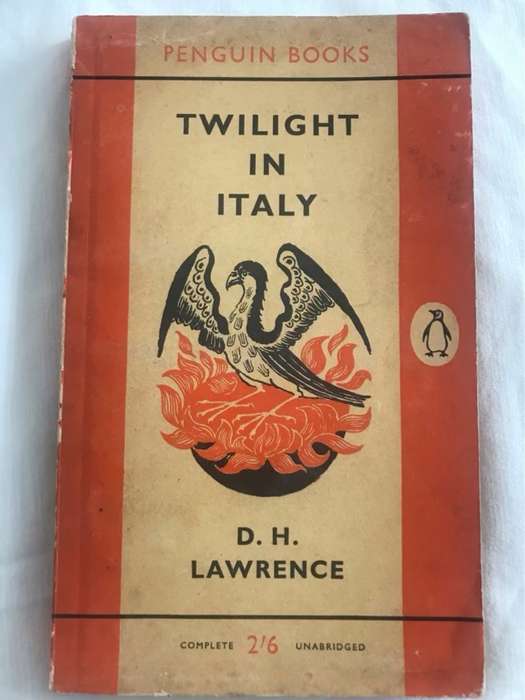 PENGUIN BOOKS
TWILIGHT
IN
ITALY
D. H.
LAWRENCE
COMPLETE 2/6 UNABRIDGED